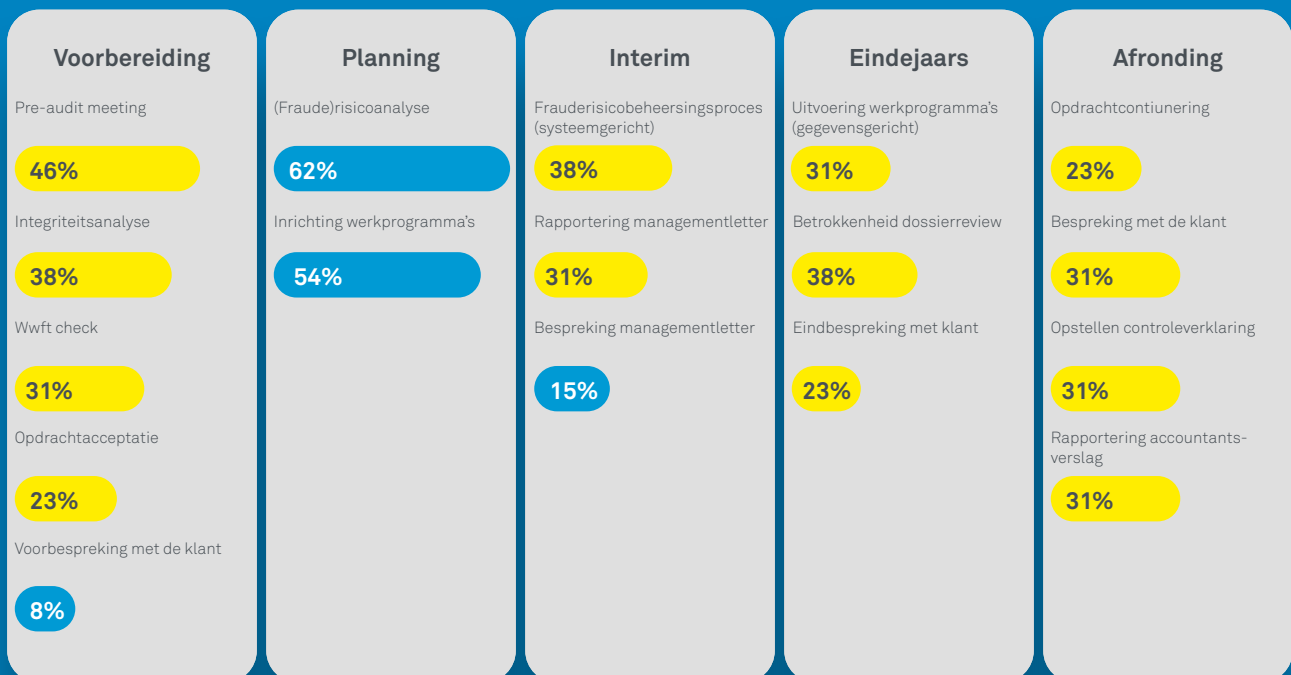 Voorbereiding
Pre-audit meeting
46%
Integriteitsanalyse
38%
Wwft check
31%
Opdrachtacceptatie
23%
Voorbespreking met de klant
8%
Planning
(Fraude)risicoanalyse
62%
Inrichting werkprogramma's
54%
Interim
Frauderisicobeheersingsproces
(systeemgericht)
38%
Rapportering managementletter
31%
Bespreking managementletter
15%
Eindejaars
Uitvoering werkprogramma's
(gegevensgericht)
31%
Betrokkenheid dossierreview
38%
Eindbespreking met klant
23%
Afronding
Opdrachtcontiunering
23%
Bespreking met de klant
31%
Opstellen controleverklaring
31%
Rapportering accountants-
verslag
31%